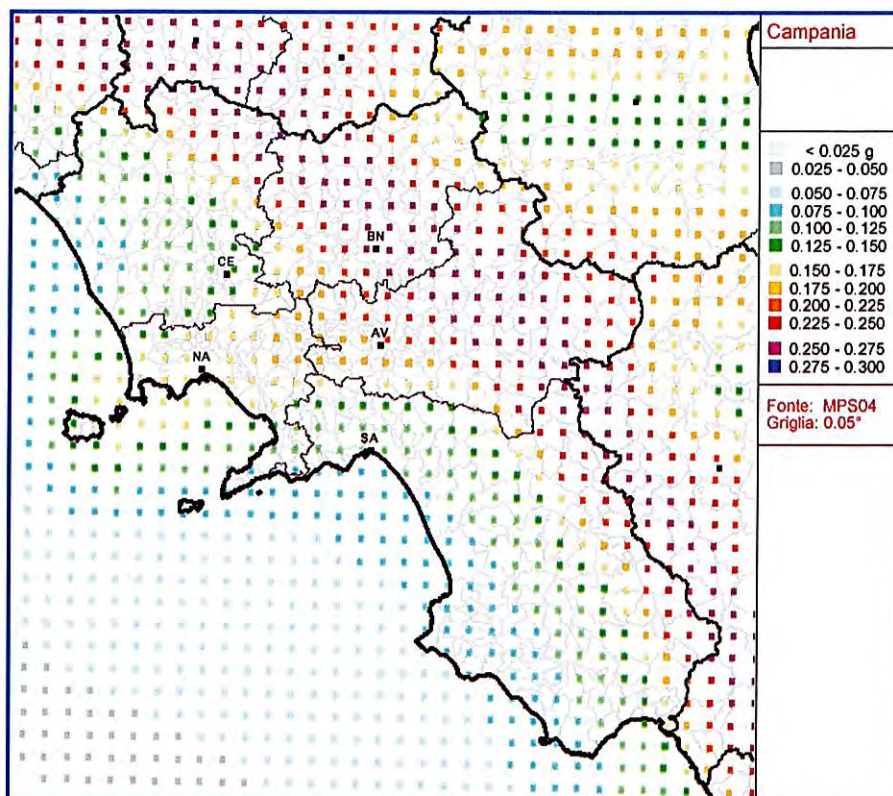 Campania
< 0.025 g
0.025 - 0.050
0.050 - 0.075
0.075 - 0.100
0.100 - 0.125
0.125 - 0.150
0.150 - 0.175
0.175 - 0.200
0.200 - 0.225
0.225 - 0.250
0.250 - 0.275
0.275 - 0.300
Fonte: MPS04
Griglia: 0.05°
BN
CE
AV
NA
SA